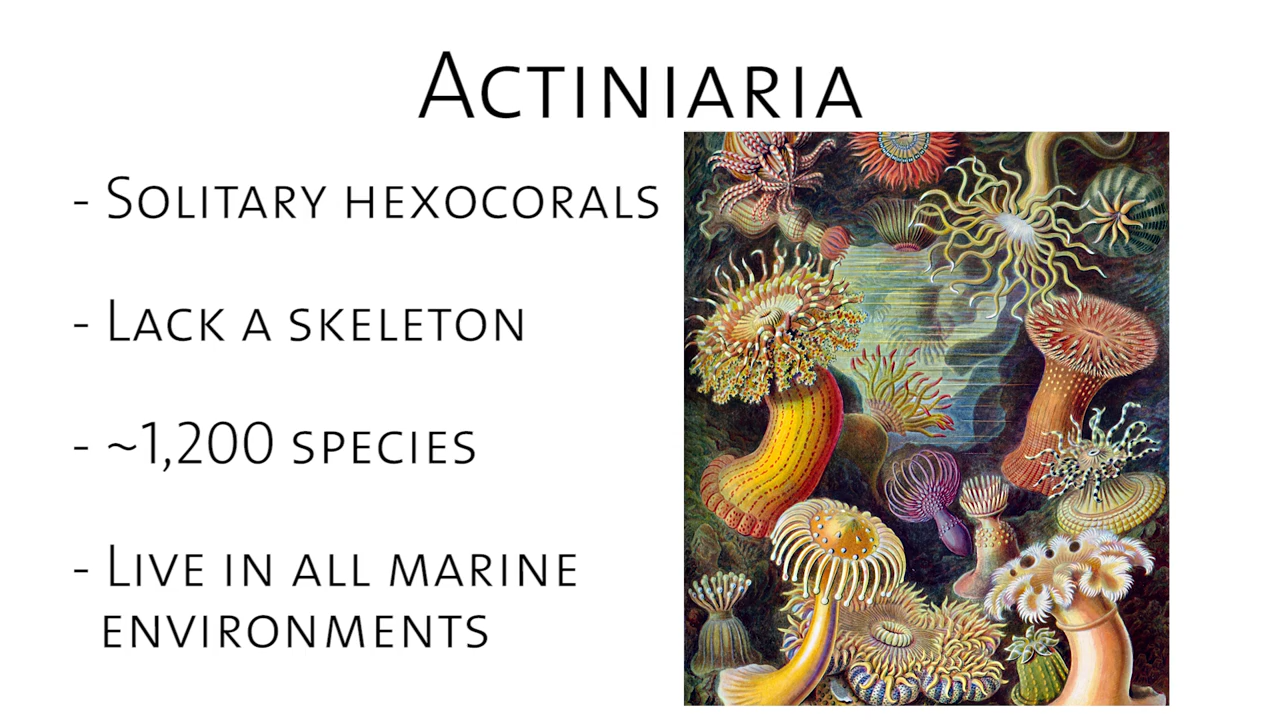 Actiniaria
- Solitary hexocorals
- Lack a skeleton
- ~1,200 species
- Live in all marine
environments